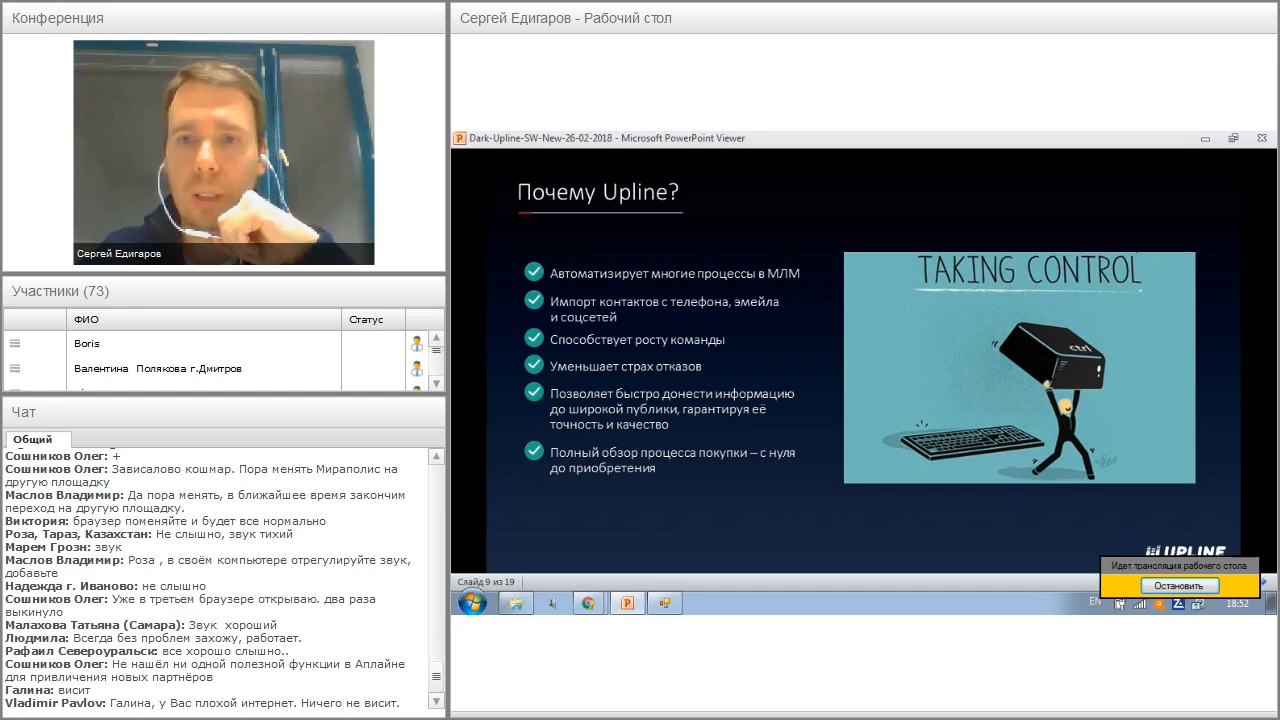 Конференция
Сергей Едигаров
Участники (73)
ФИО
Статус
Boris
Валентина Полякова г.Дмитров
Чат
Общий
Сошников Олег: +
Сошников Олег: Зависалово кошмар. Пора менять Мираполис на
другую площадку
Маслов Владимир: Да пора менять, в ближайшее время закончим
переход на другую площадку.
Виктория: браузер поменяйте и будет все нормально
Роза, Тараз, Казахстан: Не слышно, звук тихий
Марем Грозн: звук
Маслов Владимир: Роза , в своём компьютере отрегулируйте звук,
добавьте
Надежда г. Иваново: не слышно
Сошников Олег: Уже в третьем браузере открываю. два раза
выкинуло
Малахова Татьяна (Самара): Звук хороший
Людмила: Всегда без проблем захожу, работает.
Рафаил Североуральск: все хорошо слышно..
Сошников Олег: Не нашёл ни одной полезной функции в Аплайне
для привличения новых партнёров
Галина: висит
Vladimir Pavlov: Галина, у Вас плохой интернет. Ничего не висит.
Сергей Едигаров - Рабочий стол
Dark-Upline-SW-New-26-02-2018 - Microsoft PowerPoint Viewer
Почему Upline?
Автоматизирует многие процессы в МЛМ
Импорт контактов с телефона, эмейла
и соцсетей
Способствует росту команды
Уменьшает страх отказов
Позволяет быстро донести информацию
до широкой публики, гарантируя её
точность и качество
Полный обзор процесса покупки – с нуля
до приобретения
TAKING CONTROL
ctrl
UPLINE
Идет трансляция рабочего стола
Остановить
Слайд 9 из 19
EN
18:52